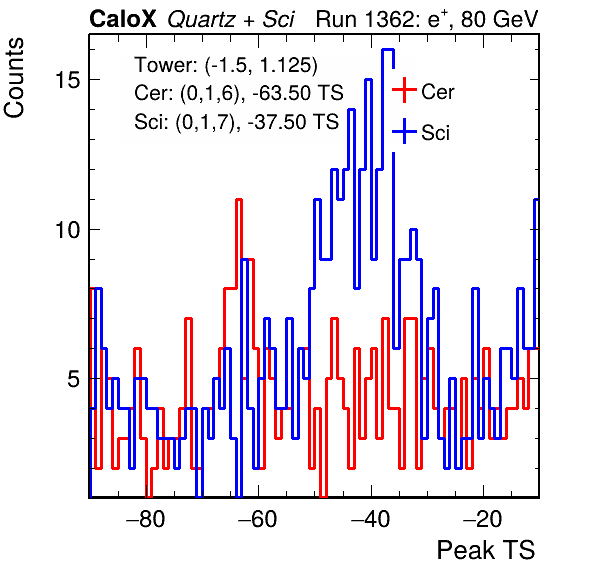 CaloX Quartz + Sci Run 1362: e+, 80 GeV
Counts
Tower: (-1.5, 1.125)
Cer: (0,1,6), -63.50 TS
Sci: (0,1,7), -37.50 TS
Cer
Sci
15
10
5
−80 −60 −40 −20
Peak TS